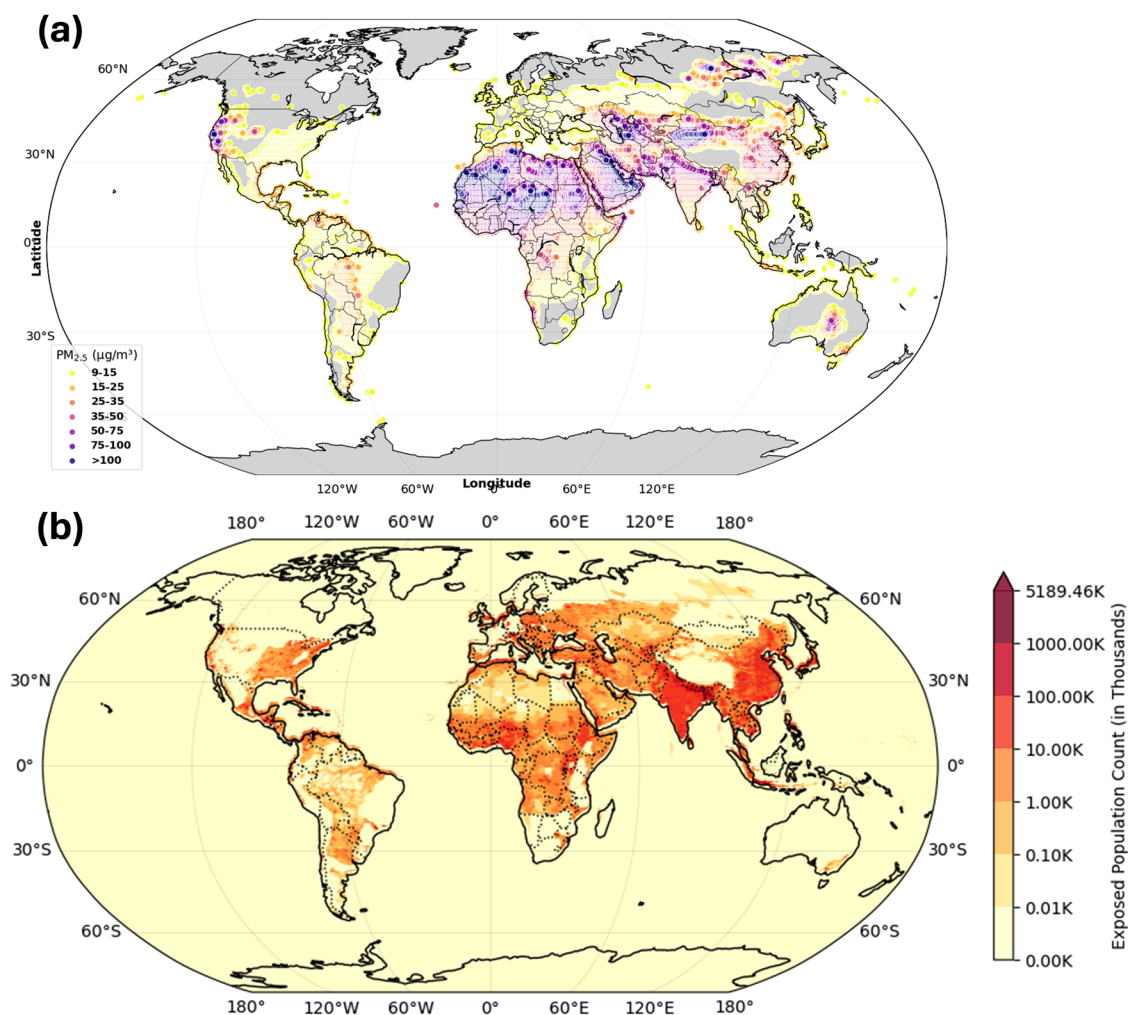 (a)
60°N
30°N
0°
Latitude
30°S
PM2.5 (μg/m³)
9-15
15-25
25-35
35-50
50-75
75-100
>100
Longitude
120°W 60°W 0° 60°E 120°E
(b)
180° 120°W 60°W 0° 60°E 120°E 180°
60°N 60°N
30°N 30°N
0° 0°
30°S 30°S
60°S 60°S
180° 120°W 60°W 0° 60°E 120°E 180°
5189.46K
1000.00K
100.00K
10.00K
1.00K
0.10K
0.01K
0.00K
Exposed Population Count (in Thousands)